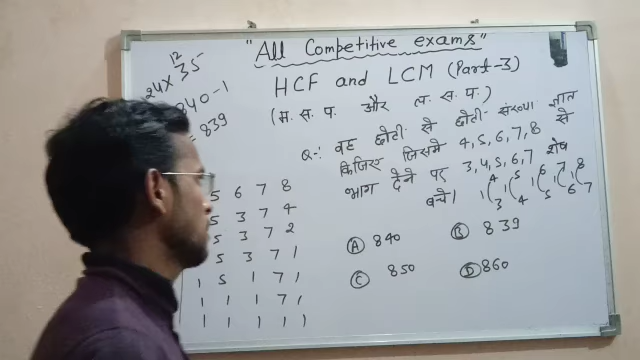 "All Competitive exams"
HCF and LCM (Part-3)
(म. स. प. और ल. स. प.)
Q-: वह छोटी से छोटी संख्या ज्ञात
किजिए जिसमे 4,5,6,7,8 से
भाग देने पर 3,4,5,6,7 शेष
बचे।
A 840
B 839
C 850
D 860
12
24 x 35
840-1
= 839
5 6 7 8
5 3 7 4
5 3 7 2
5 3 7 1
1 5 1 7 1
1 1 1 7 1
1 1 1 1 1